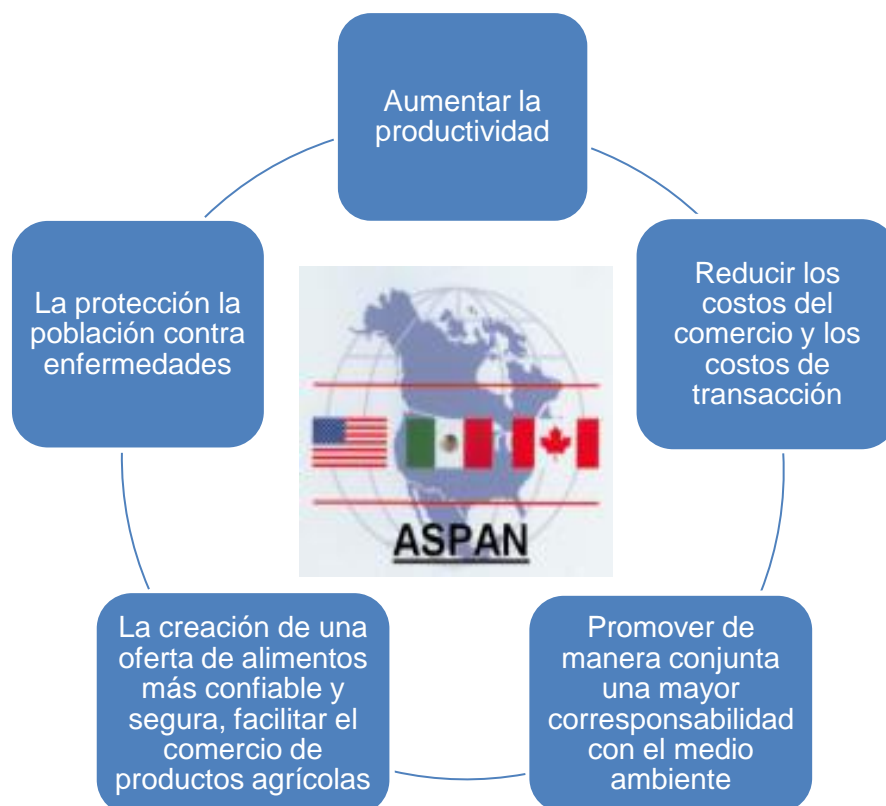 Aumentar la
productividad
Reducir los
costos del
comercio y los
costos de
transacción
Promover de
manera conjunta
una mayor
corresponsabilidad
con el medio
ambiente
La creación de una
oferta de alimentos
más confiable y
segura, facilitar el
comercio de
productos agrícolas
La protección la
población contra
enfermedades
ASPAN